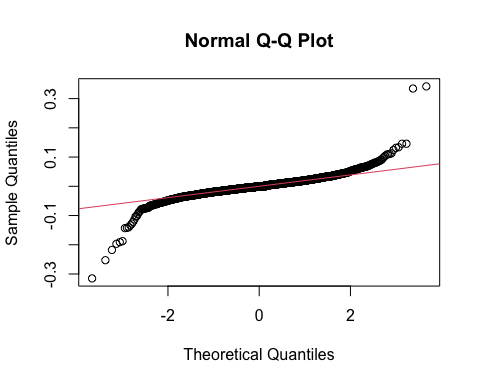 Normal Q-Q Plot
Sample Quantiles
0.3
0.1
-0.1
-0.3
-2
0
2
Theoretical Quantiles